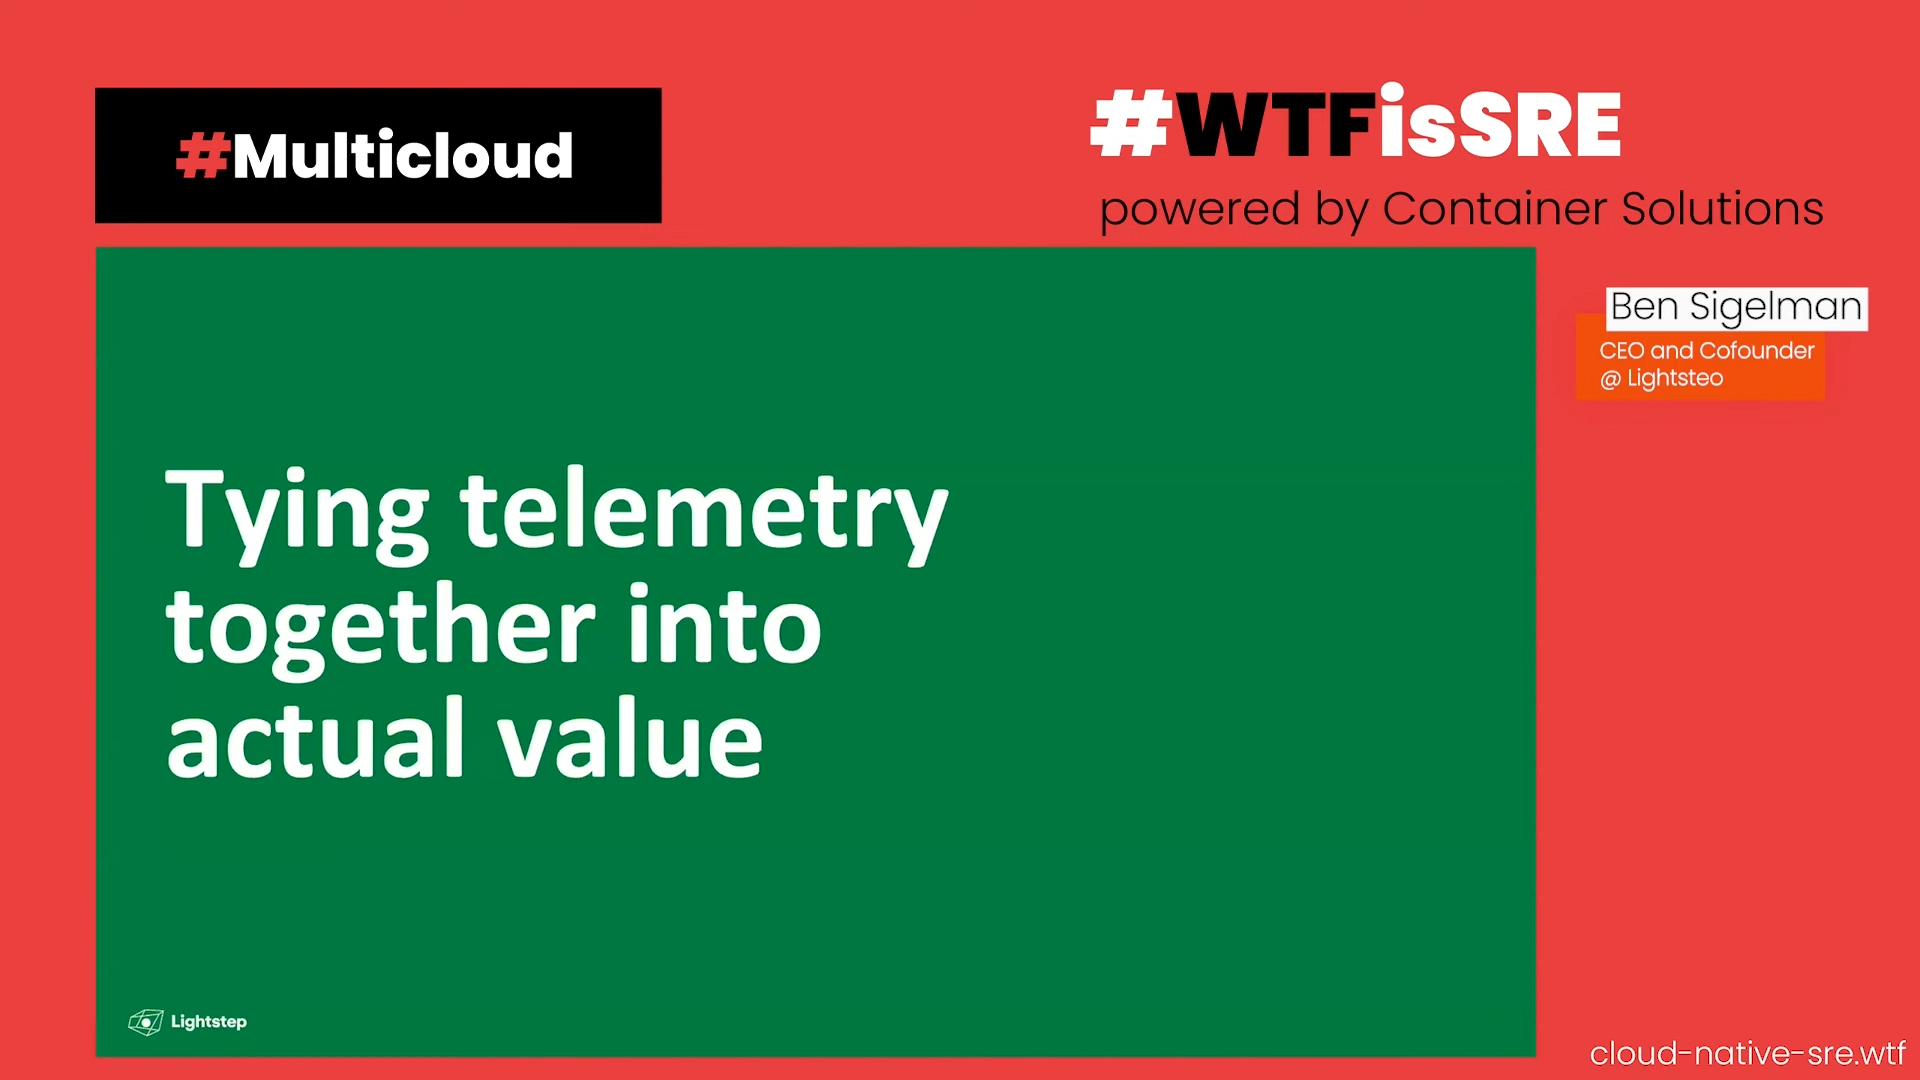 #Multicloud
#WTFisSRE
powered by Container Solutions
Ben Sigelman
CEO and Cofounder
@ Lightsteo
Tying telemetry
together into
actual value
Lightstep
cloud-native-sre.wtf